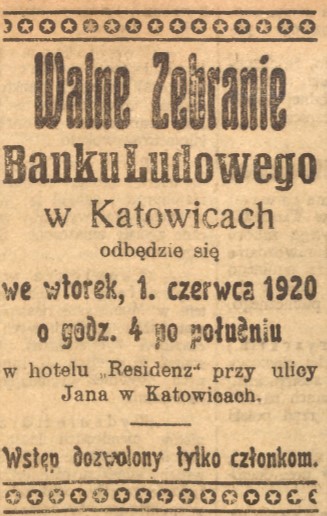 Walne Zebranie
Banku Ludowego
w Katowicach
odbędzie się
we wtorek, 1. czerwca 1920
o godz. 4 po południu
w hotelu „Residenz“ przy ulicy
Jana w Katowicach.
Wstęp dozwolony tylko członkom.